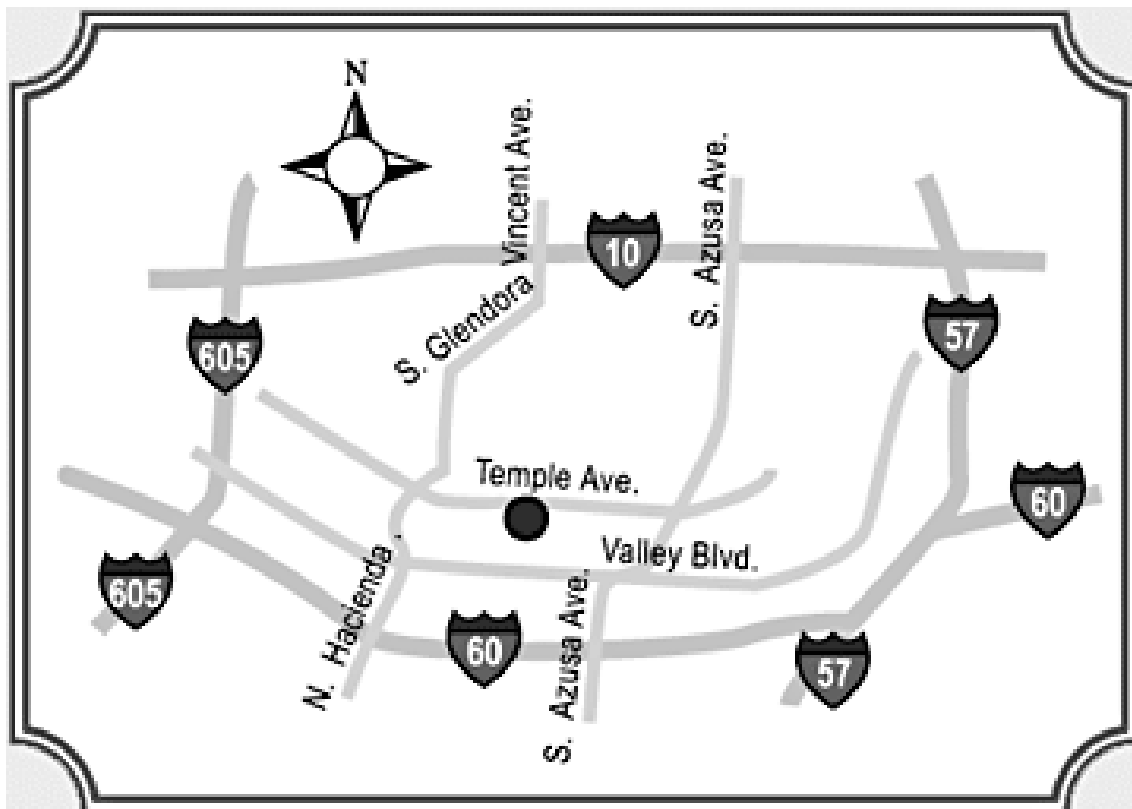 N
Vincent Ave.
S. Azusa Ave.
10
S. Glendora
605
57
Temple Ave.
60
Valley Blvd.
605
N. Hacienda
S. Azusa Ave.
60
57